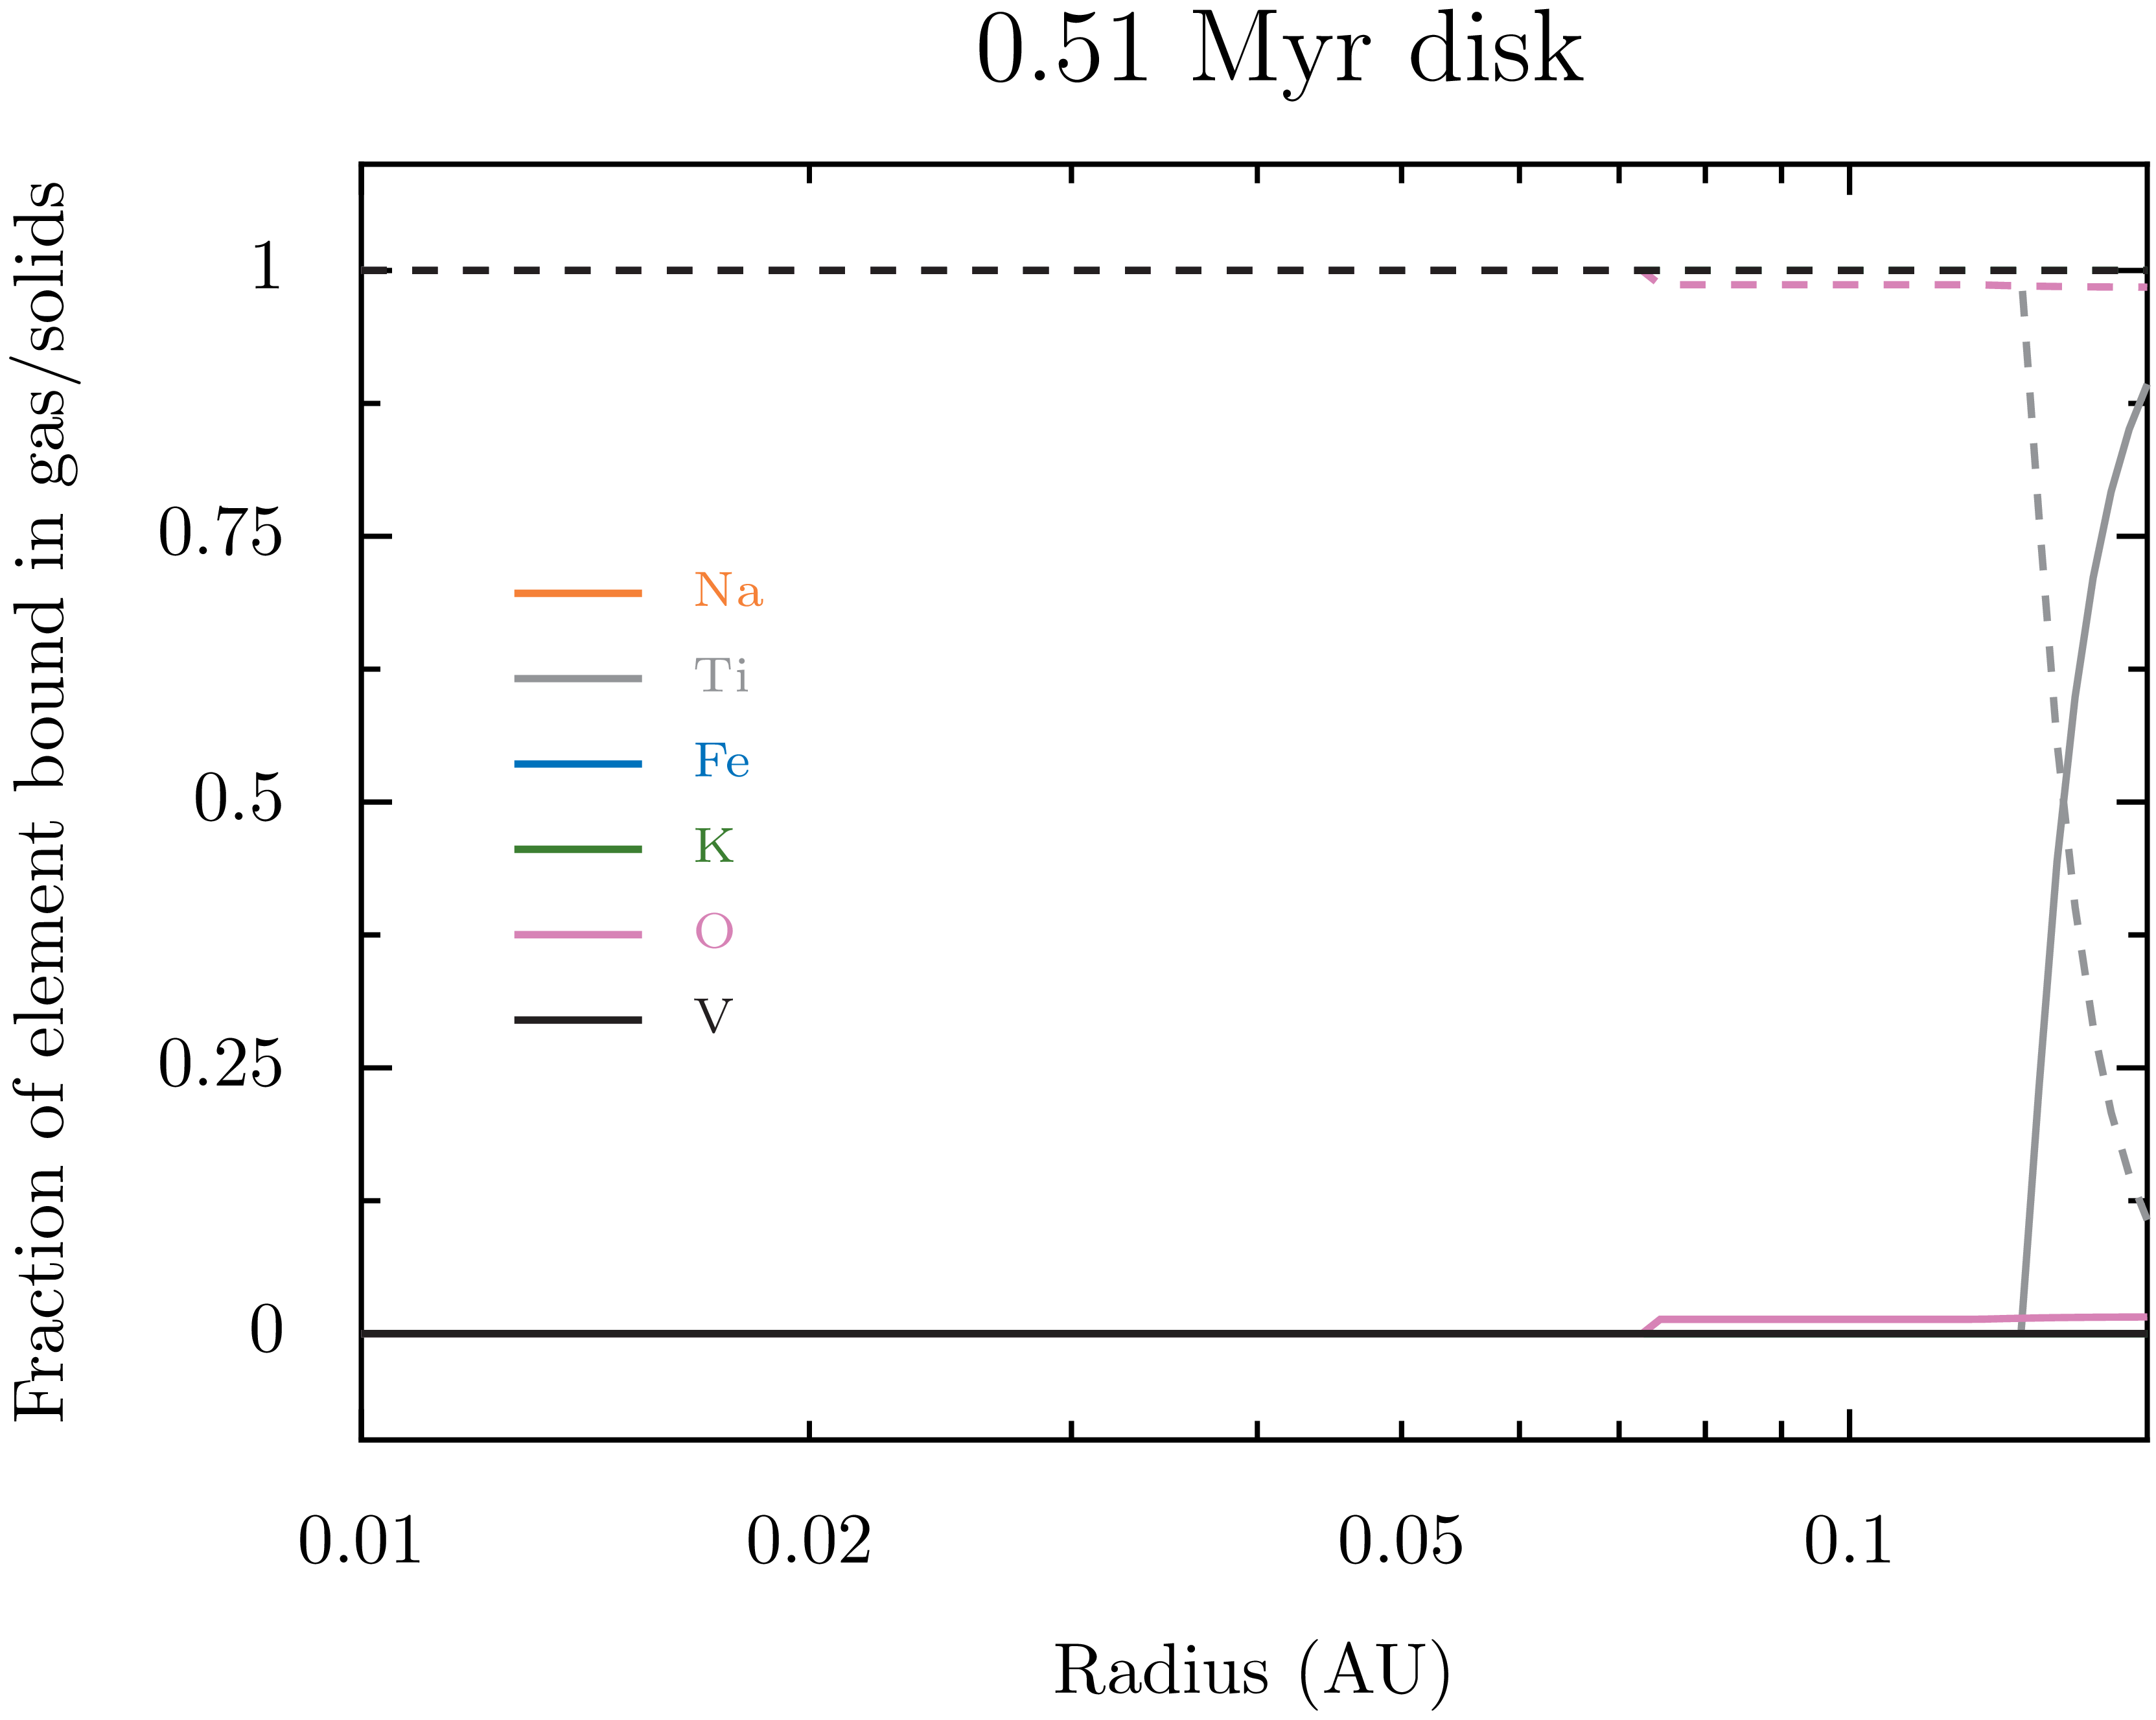 0.51 Myr disk
Fraction of element bound in gas/solids
1
0.75
0.5
0.25
0
Na
Ti
Fe
K
O
V
0.01 0.02 0.05 0.1
Radius (AU)